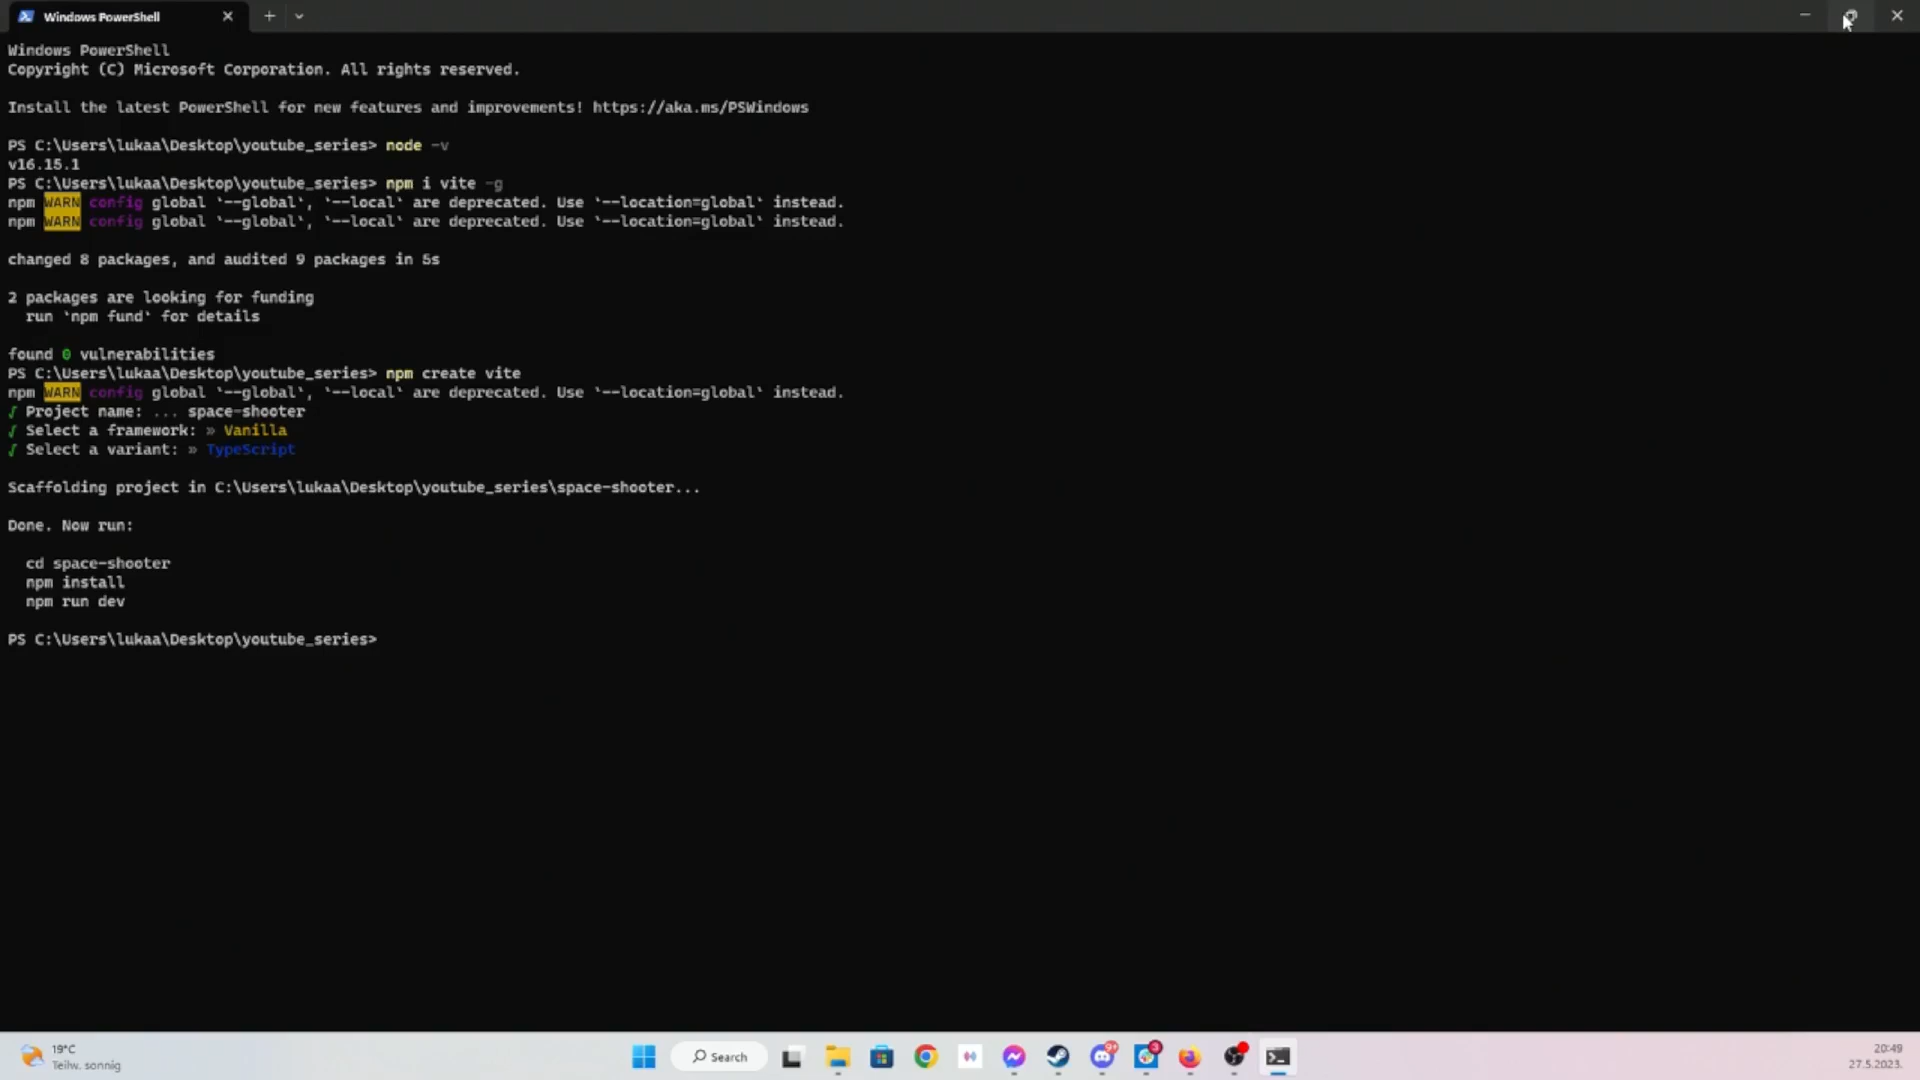 Windows PowerShell
Windows PowerShell
Copyright (C) Microsoft Corporation. All rights reserved.
Install the latest PowerShell for new features and improvements! https://aka.ms/PSWindows
PS C:\Users\lukaa\Desktop\youtube_series> node -v
v16.15.1
PS C:\Users\lukaa\Desktop\youtube_series> npm i vite -g
npm WARN config global `--global`, `--local` are deprecated. Use `--location=global` instead.
npm WARN config global `--global`, `--local` are deprecated. Use `--location=global` instead.
changed 8 packages, and audited 9 packages in 5s
2 packages are looking for funding
run `npm fund` for details
found 0 vulnerabilities
PS C:\Users\lukaa\Desktop\youtube_series> npm create vite
npm WARN config global `--global`, `--local` are deprecated. Use `--location=global` instead.
√ Project name: ... space-shooter
√ Select a framework: » Vanilla
√ Select a variant: » TypeScript
Scaffolding project in C:\Users\lukaa\Desktop\youtube_series\space-shooter...
Done. Now run:
cd space-shooter
npm install
npm run dev
PS C:\Users\lukaa\Desktop\youtube_series>
19°C
Teilw. sonnig
Search
9+
3
20:49
27.5.2023.